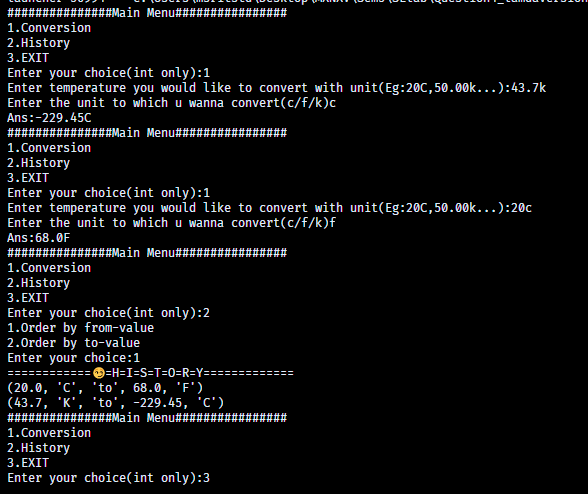 ###############Main Menu################
1.Conversion
2.History
3.EXIT
Enter your choice(int only):1
Enter temperature you would like to convert with unit(Eg:20C,50.00k...):43.7k
Enter the unit to which u wanna convert(c/f/k)c
Ans:-229.45C
###############Main Menu################
1.Conversion
2.History
3.EXIT
Enter your choice(int only):1
Enter temperature you would like to convert with unit(Eg:20C,50.00k...):20c
Enter the unit to which u wanna convert(c/f/k)f
Ans:68.0F
###############Main Menu################
1.Conversion
2.History
3.EXIT
Enter your choice(int only):2
1.Order by from-value
2.Order by to-value
Enter your choice:1
============😏=H-I-S-T-O-R-Y=============
(20.0, 'C', 'to', 68.0, 'F')
(43.7, 'K', 'to', -229.45, 'C')
###############Main Menu################
1.Conversion
2.History
3.EXIT
Enter your choice(int only):3